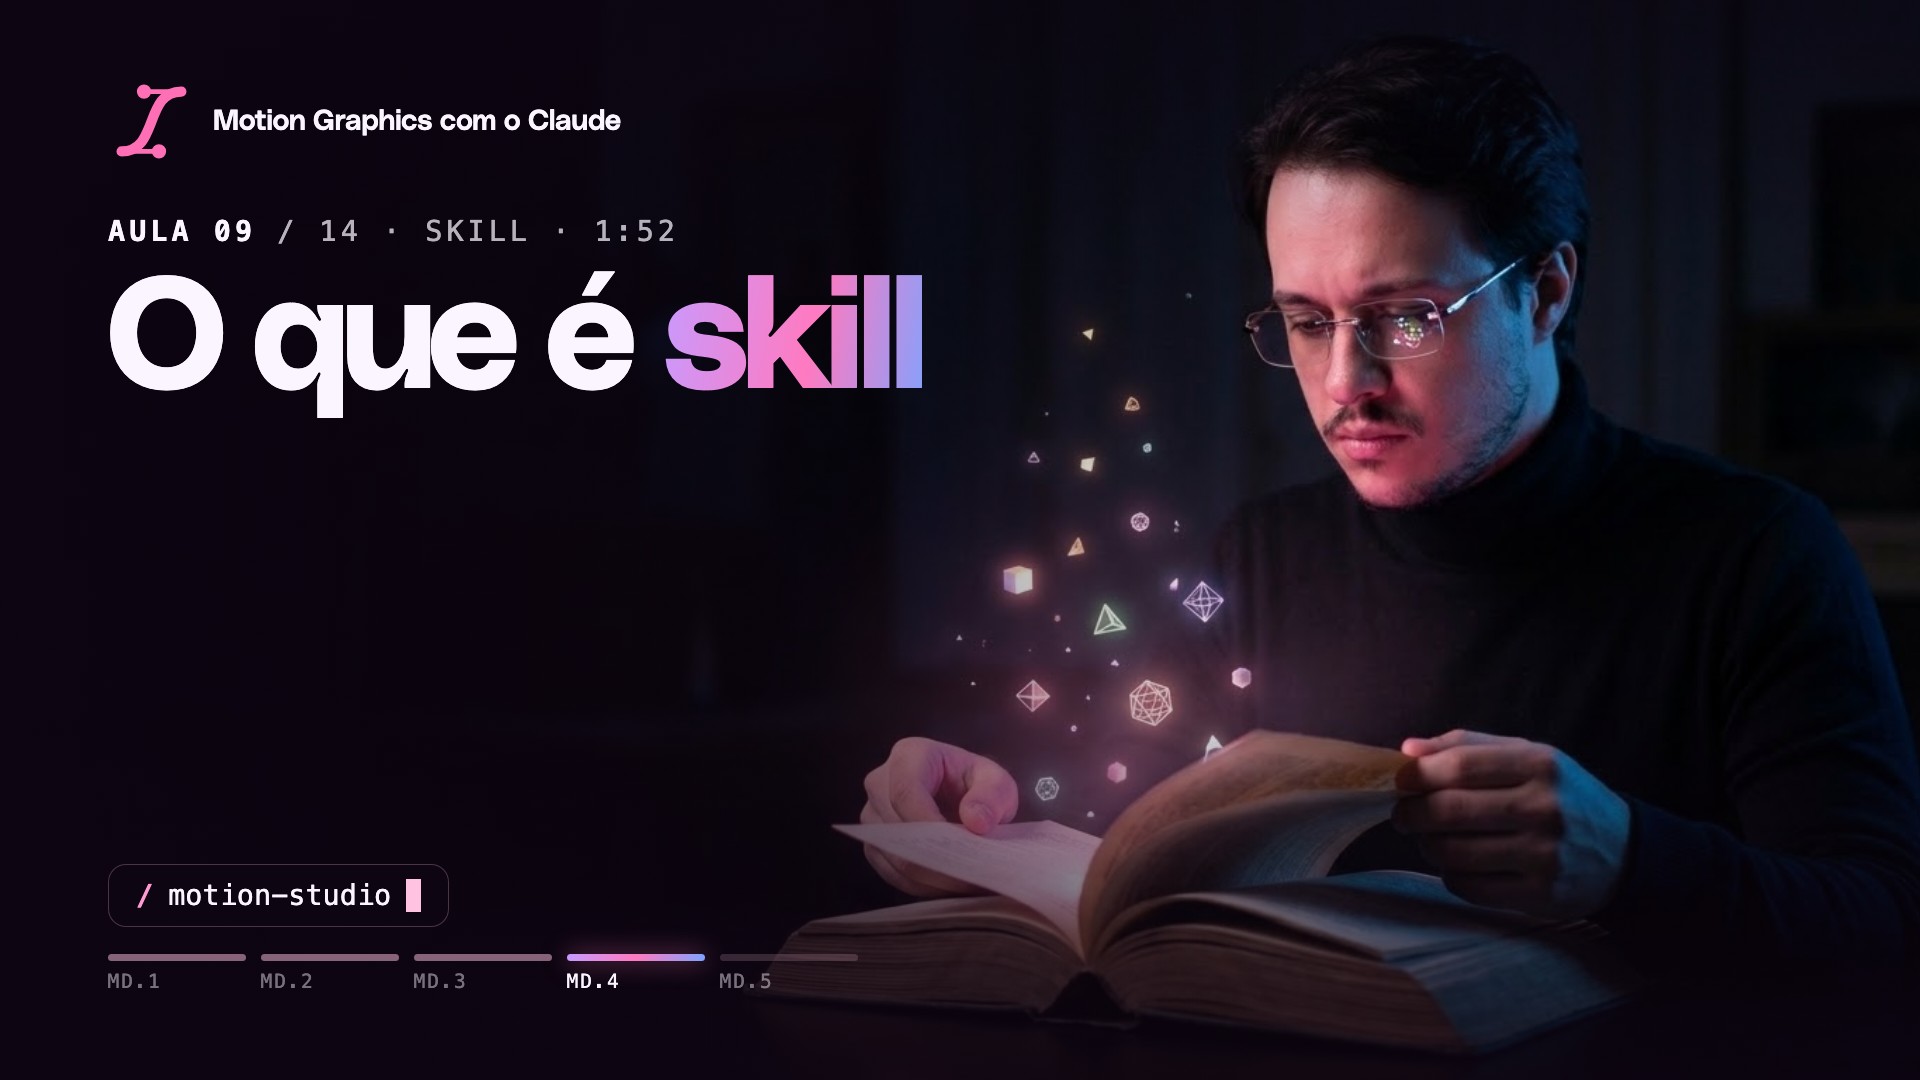 Motion Graphics com o Claude
AULA 09 / 14 · SKILL · 1:52
O que é skill
/ motion-studio
MD.1 MD.2 MD.3 MD.4 MD.5